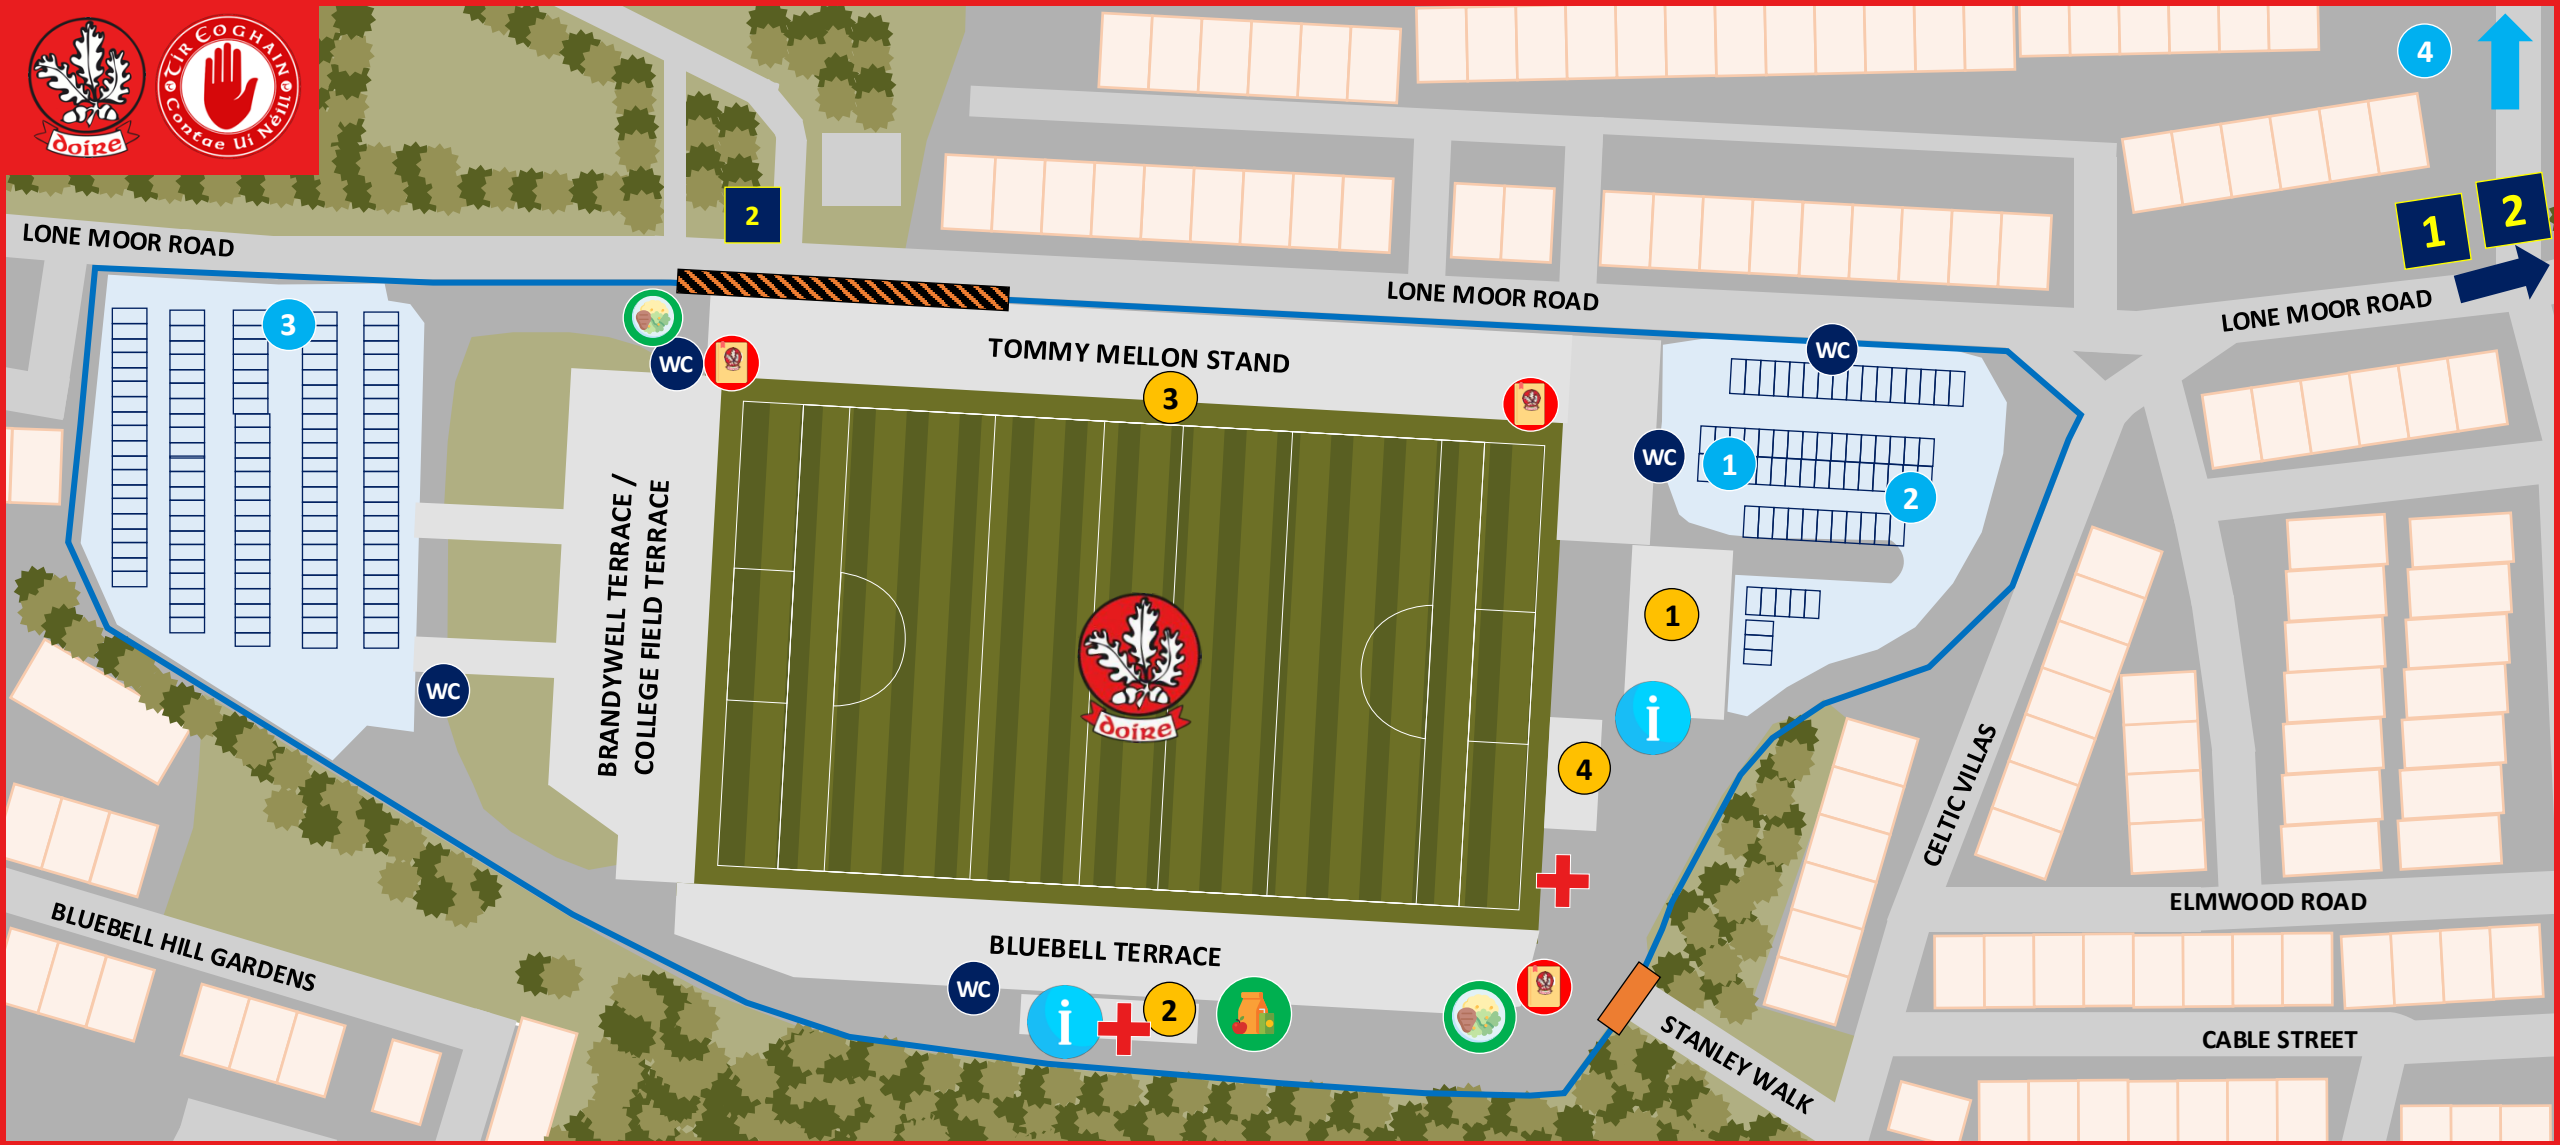 TÍR EOGHAIN
Contae Uí Néill
doire
4
2
1
2
LONE MOOR ROAD
LONE MOOR ROAD
LONE MOOR ROAD
3
WC
WC
TOMMY MELLON STAND
3
WC
1
2
BRANDYWELL TERRACE /
COLLEGE FIELD TERRACE
1
doire
WC
i
4
CELTIC VILLAS
ELMWOOD ROAD
BLUEBELL HILL GARDENS
BLUEBELL TERRACE
WC
i
2
STANLEY WALK
CABLE STREET